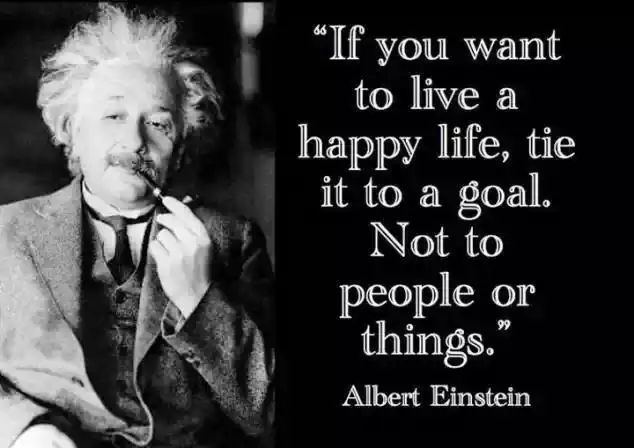 “If you want
to live a
happy life, tie
it to a goal.
Not to
people or
things.”
Albert Einstein